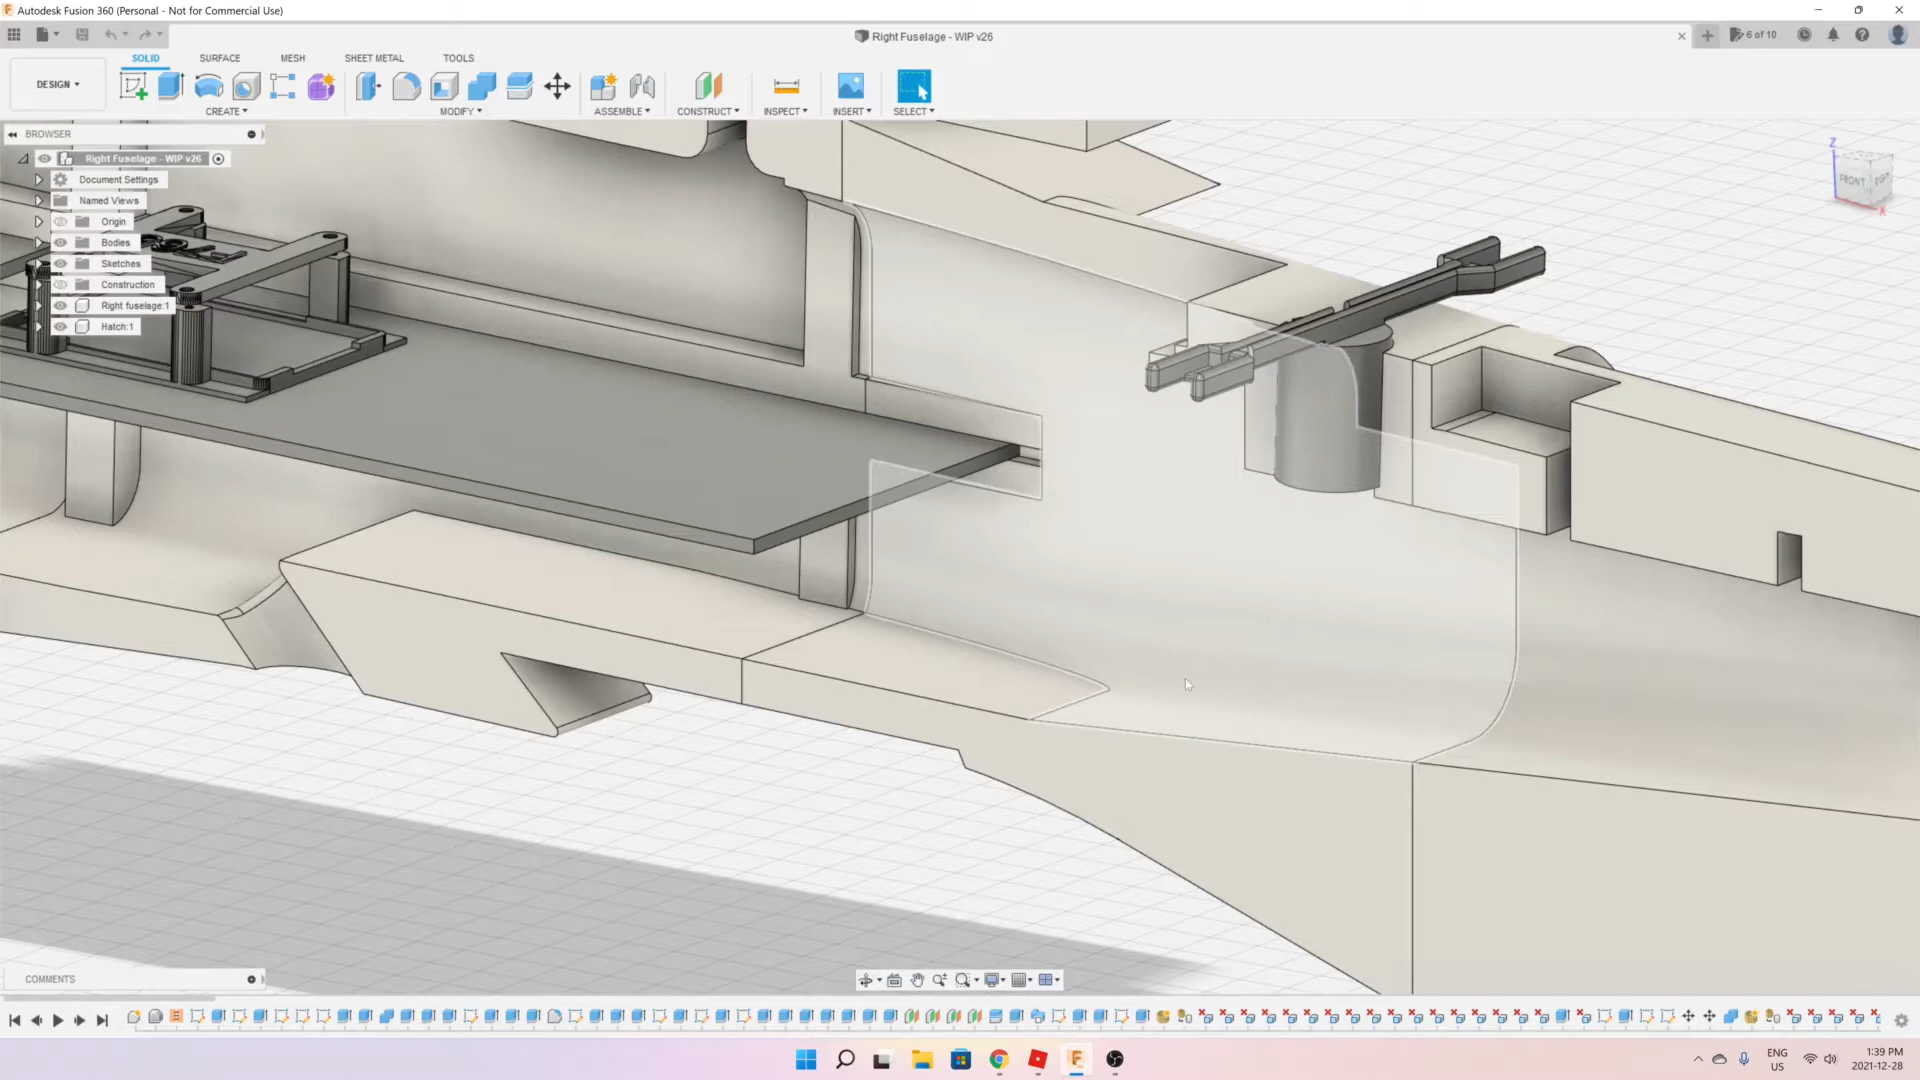 Autodesk Fusion 360 (Personal - Not for Commercial Use)
Right Fuselage - WIP v26
6 of 10
SOLID
SURFACE
MESH
SHEET METAL
TOOLS
DESIGN
CREATE
MODIFY
ASSEMBLE
CONSTRUCT
INSPECT
INSERT
SELECT
BROWSER
Right Fuselage - WIP v26
Document Settings
Named Views
Origin
Bodies
Sketches
Construction
Right fuselage:1
Hatch:1
Z
FRONT
RIGHT
X
COMMENTS
ENG
US
1:39 PM
2021-12-28